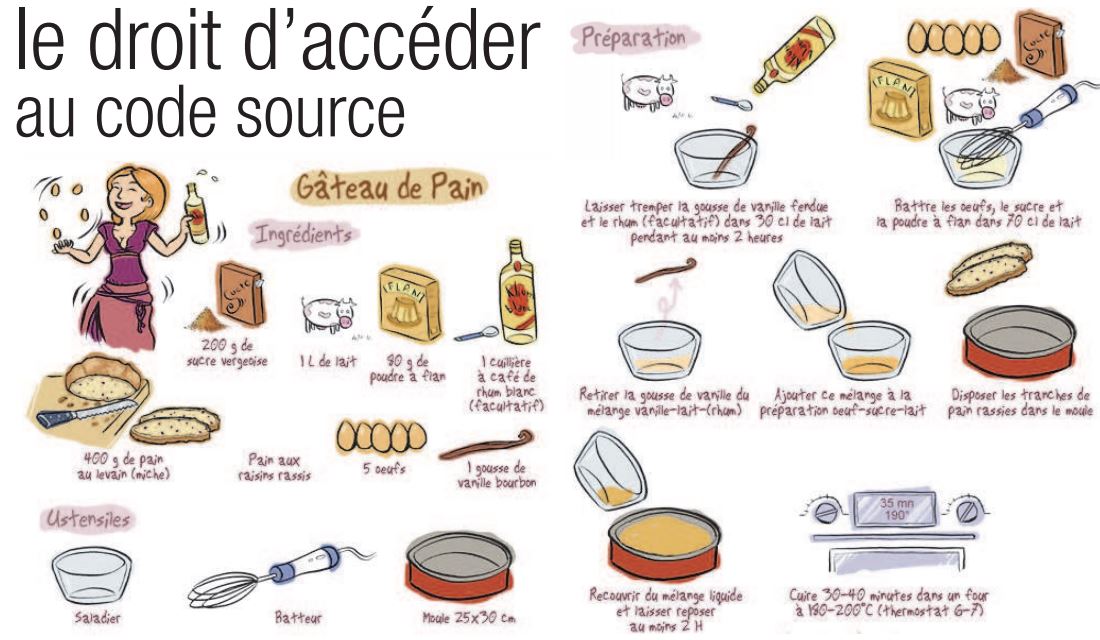 le droit d'accéder
au code source
Gâteau de Pain
Ingrédients
SUCRE
200 g de
sucre vergeoise
1 L de lait
FLAN
80 g de
poudre à flan
1 cuillière
à café de
rhum blanc
(facultatif)
400 g de pain
au levain (miche)
Pain aux
raisins rassis
5 oeufs
1 gousse de
vanille bourbon
Ustensiles
Saladier
Batteur
Moule 25x30 cm
Préparation
Laisser tremper la gousse de vanille fendue
et le rhum (facultatif) dans 30 cl de lait
pendant au moins 2 heures
SUCRE
FLAN
Battre les oeufs, le sucre et
la poudre à flan dans 70 cl de lait
Retirer la gousse de vanille du
mélange vanille-lait-(rhum)
Ajouter ce mélange à la
préparation oeuf-sucre-lait
Disposer les tranches de
pain rassies dans le moule
Recouvrir du mélange liquide
et laisser reposer
au moins 2 H
35 mn
190°
Cuire 30-40 minutes dans un four
à 180-200°C (thermostat 6-7)